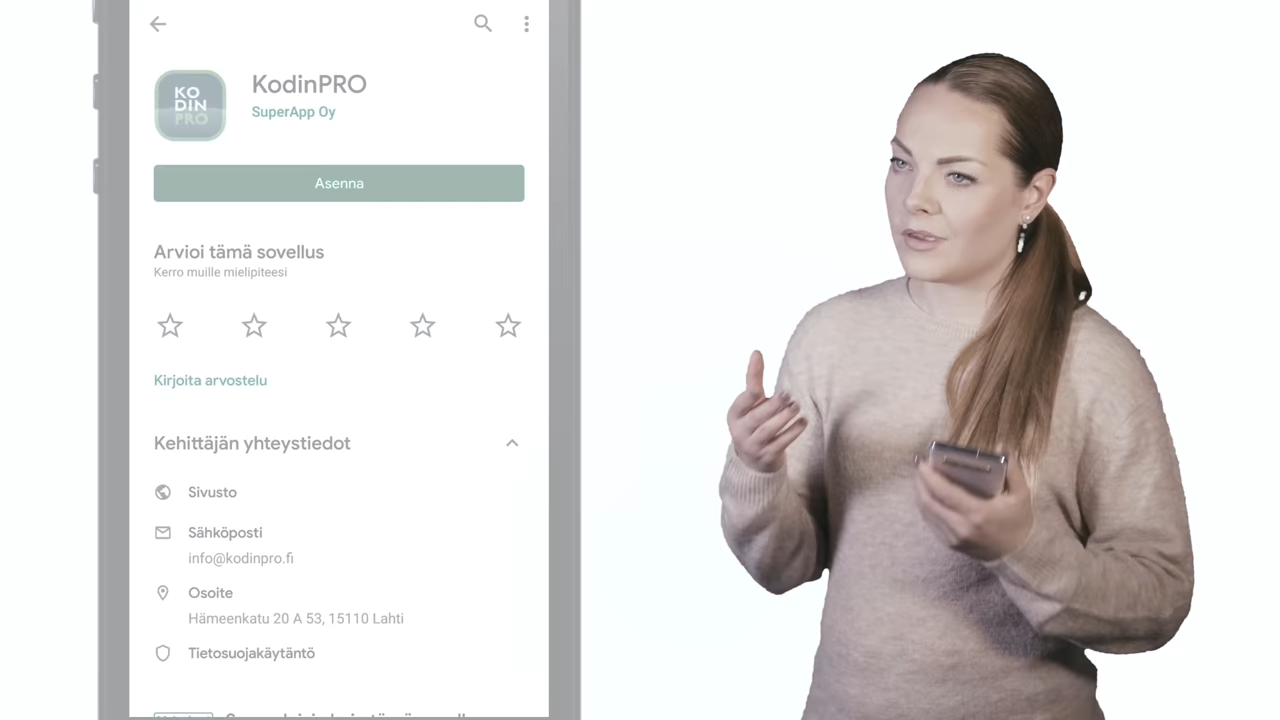 KodinPRO
SuperApp Oy
KO
DIN
PRO
Asenna
Arvioi tämä sovellus
Kerro muille mielipiteesi
Kirjoita arvostelu
Kehittäjän yhteystiedot
Sivusto
Sähköposti
info@kodinpro.fi
Osoite
Hämeenkatu 20 A 53, 15110 Lahti
Tietosuojakäytäntö